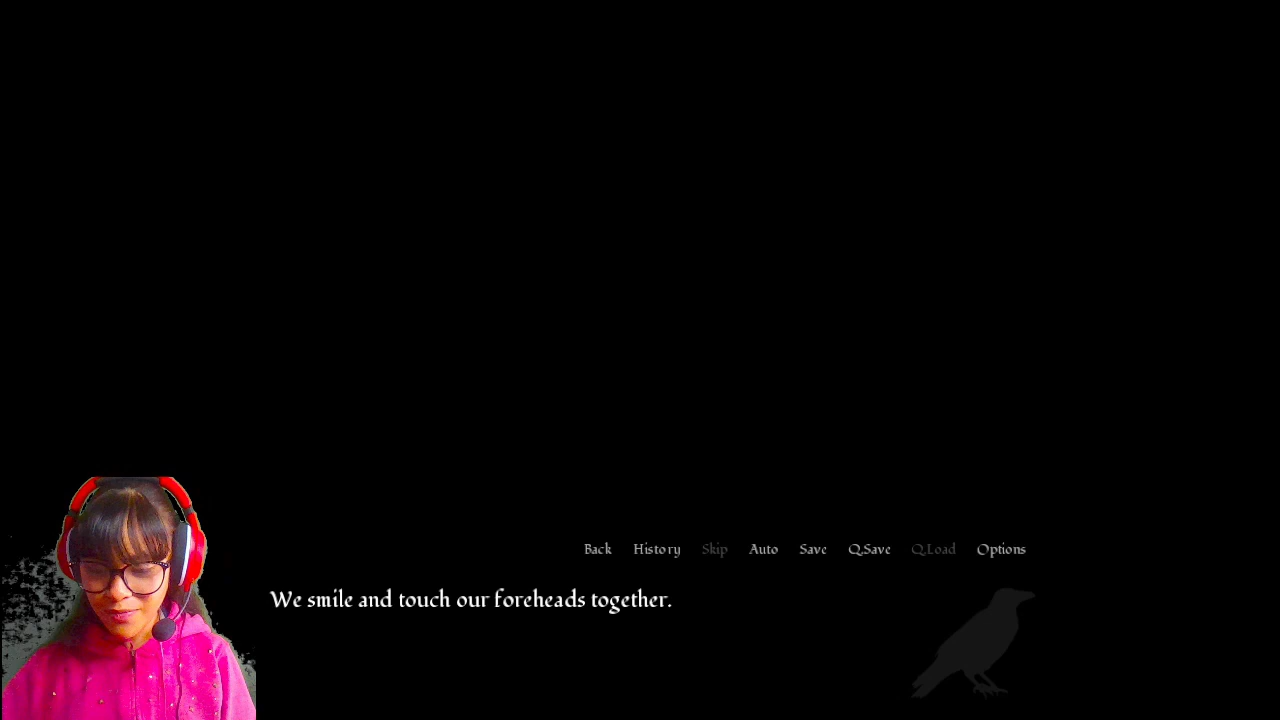 Back History Skip Auto Save Q.Save Q.Load Options
We smile and touch our foreheads together.